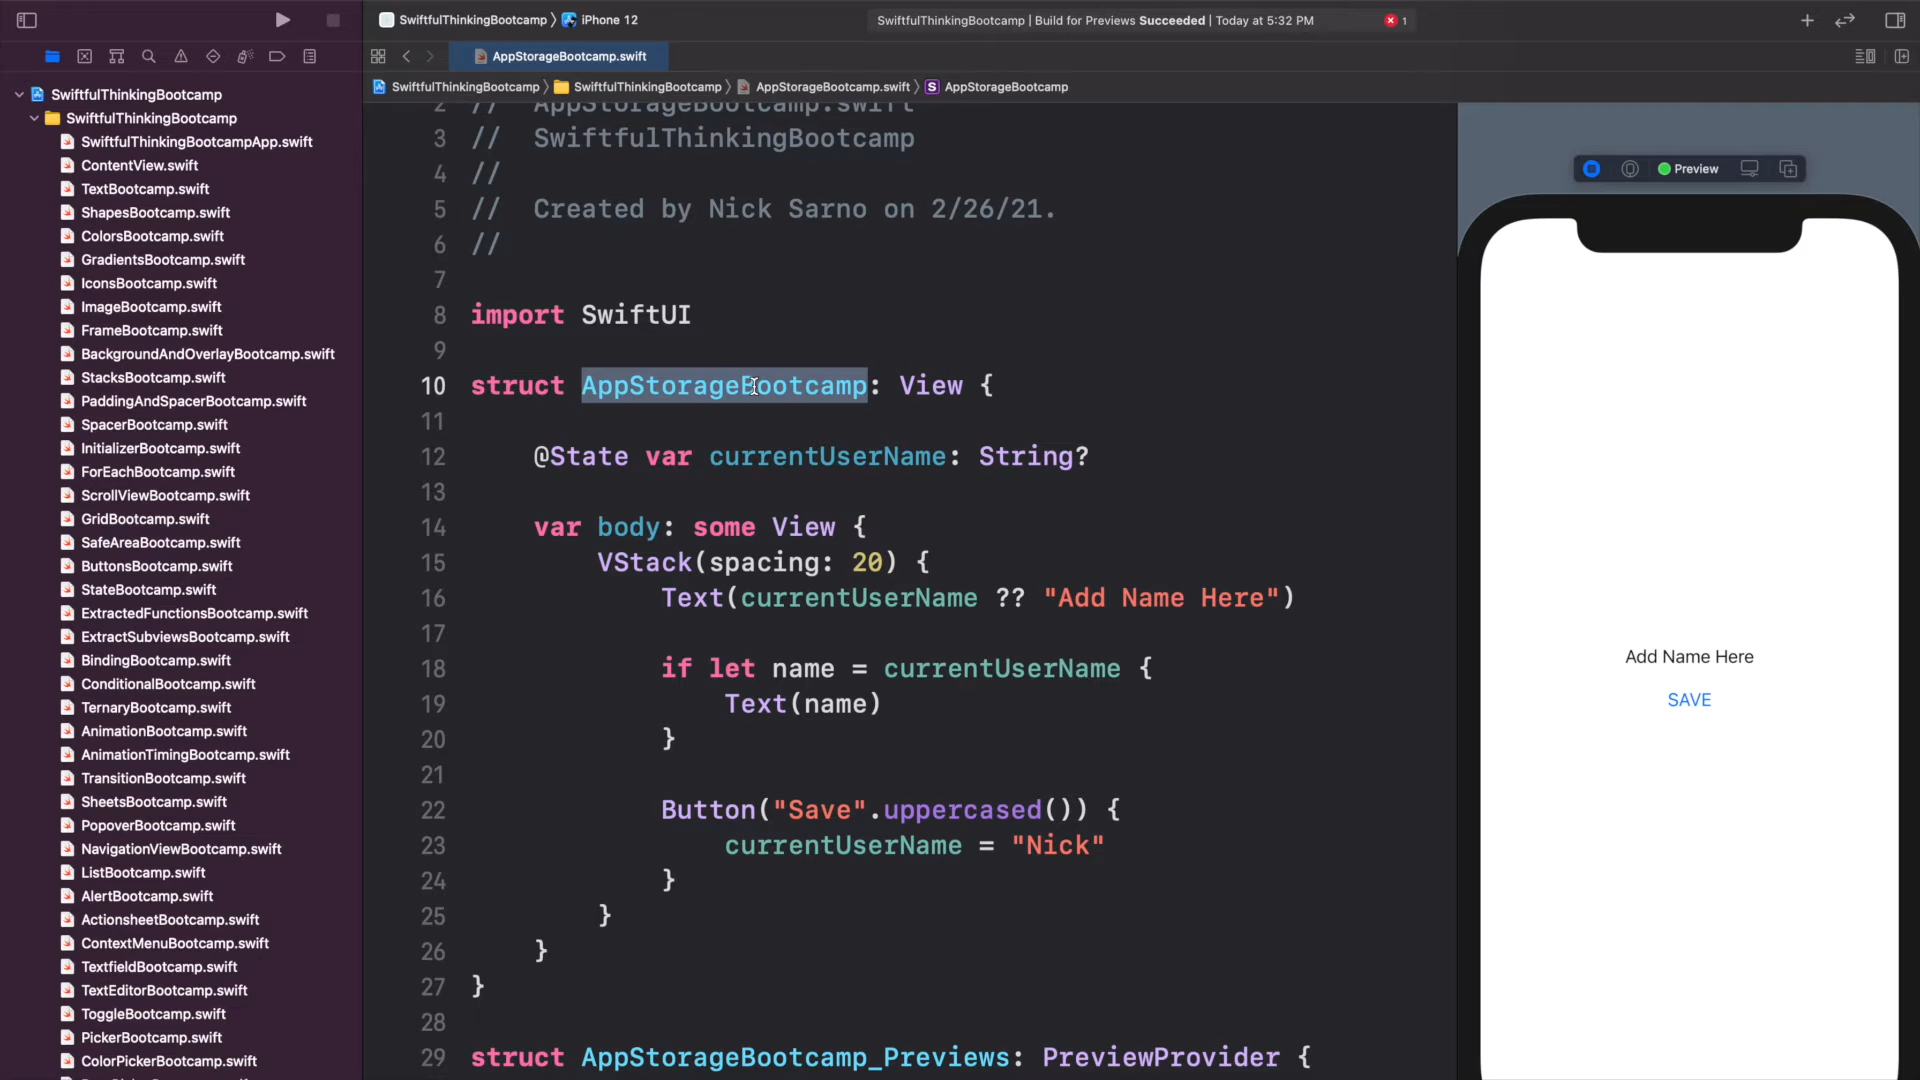 SwiftfulThinkingBootcamp 〉 iPhone 12
SwiftfulThinkingBootcamp | Build for Previews Succeeded | Today at 5:32 PM
1
AppStorageBootcamp.swift
SwiftfulThinkingBootcamp 〉 SwiftfulThinkingBootcamp 〉 AppStorageBootcamp.swift 〉 S AppStorageBootcamp
SwiftfulThinkingBootcamp
SwiftfulThinkingBootcamp
SwiftfulThinkingBootcampApp.swift
ContentView.swift
TextBootcamp.swift
ShapesBootcamp.swift
ColorsBootcamp.swift
GradientsBootcamp.swift
IconsBootcamp.swift
ImageBootcamp.swift
FrameBootcamp.swift
BackgroundAndOverlayBootcamp.swift
StacksBootcamp.swift
PaddingAndSpacerBootcamp.swift
SpacerBootcamp.swift
InitializerBootcamp.swift
ForEachBootcamp.swift
ScrollViewBootcamp.swift
GridBootcamp.swift
SafeAreaBootcamp.swift
ButtonsBootcamp.swift
StateBootcamp.swift
ExtractedFunctionsBootcamp.swift
ExtractSubviewsBootcamp.swift
BindingBootcamp.swift
ConditionalBootcamp.swift
TernaryBootcamp.swift
AnimationBootcamp.swift
AnimationTimingBootcamp.swift
TransitionBootcamp.swift
SheetsBootcamp.swift
PopoverBootcamp.swift
NavigationViewBootcamp.swift
ListBootcamp.swift
AlertBootcamp.swift
ActionsheetBootcamp.swift
ContextMenuBootcamp.swift
TextfieldBootcamp.swift
TextEditorBootcamp.swift
ToggleBootcamp.swift
PickerBootcamp.swift
ColorPickerBootcamp.swift
2 //  AppStorageBootcamp.swift
3 //  SwiftfulThinkingBootcamp
4 //
5 //  Created by Nick Sarno on 2/26/21.
6 //
7
8 import SwiftUI
9
10 struct AppStorageBootcamp: View {
11
12     @State var currentUserName: String?
13
14     var body: some View {
15         VStack(spacing: 20) {
16             Text(currentUserName ?? "Add Name Here")
17
18             if let name = currentUserName {
19                 Text(name)
20             }
21
22             Button("Save".uppercased()) {
23                 currentUserName = "Nick"
24             }
25         }
26     }
27 }
28
29 struct AppStorageBootcamp_Previews: PreviewProvider {
Preview
Add Name Here
SAVE